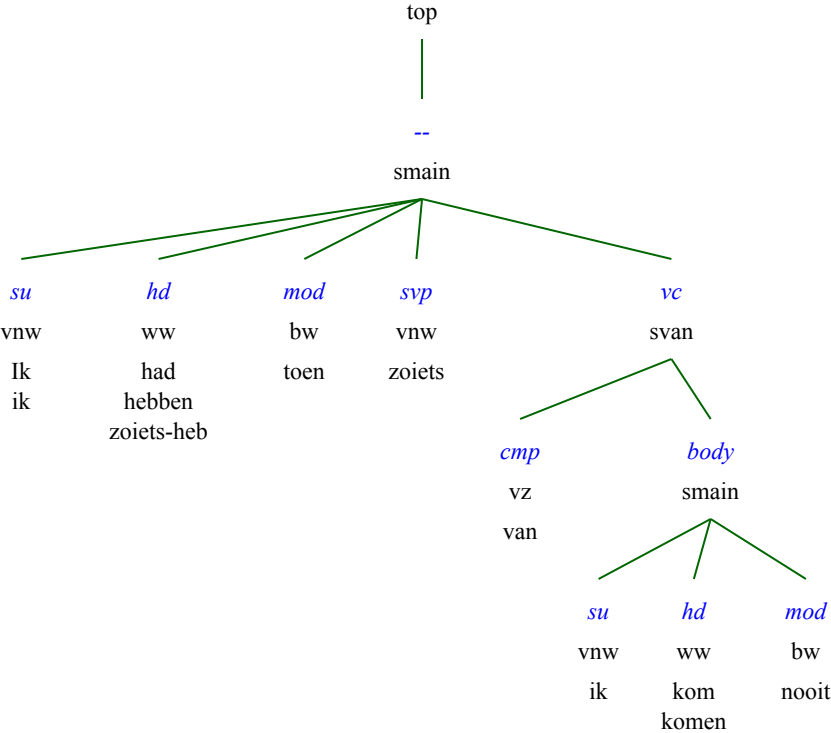 top
--
smain
su hd mod svp vc
vnw ww bw vnw svan
Ik had toen zoiets
ik hebben
zoiets-heb
cmp body
vz smain
van
su hd mod
vnw ww bw
ik kom nooit
komen